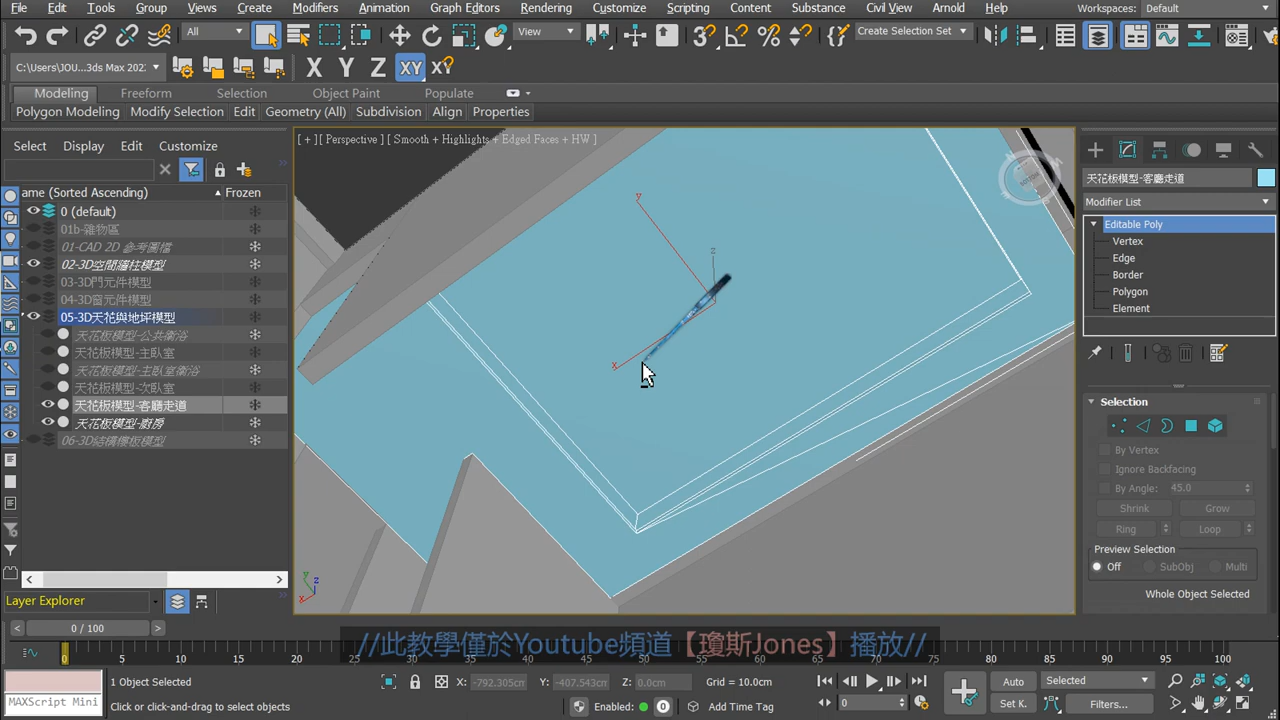 File Edit Tools Group Views Create Modifiers Animation Graph Editors Rendering Customize Scripting Content Substance Civil View Arnold Help Workspaces: Default
All View Create Selection Set
C:\Users\JOU...3ds Max 202 X Y Z XY XY
Modeling Freeform Selection Object Paint Populate
Polygon Modeling Modify Selection Edit Geometry (All) Subdivision Align Properties
Select Display Edit Customize
[ + ] [ Perspective ] [ Smooth + Highlights + Edged Faces + HW ]
ame (Sorted Ascending) Frozen
0 (default)
01b-雜物區
01-CAD 2D 參考圖檔
02-3D空間牆柱模型
03-3D門元件模型
04-3D窗元件模型
05-3D天花與地坪模型
天花板模型-公共衛浴
天花板模型-主臥室
天花板模型-主臥衛浴
天花板模型-次臥室
天花板模型-客廳走道
天花板模型-廚房
06-3D結構樓板模型
Layer Explorer
y
z
x
y
z
x
天花板模型-客廳走道
Modifier List
Editable Poly
Vertex
Edge
Border
Polygon
Element
Selection
By Vertex
Ignore Backfacing
By Angle: 45.0
Shrink Grow
Ring Loop
Preview Selection
Off SubObj Multi
Whole Object Selected
0 / 100
//此教學僅於Youtube頻道【瓊斯Jones】播放//
0 5 10 15 20 25 30 35 40 45 50 55 60 65 70 75 80 85 90 95 100
1 Object Selected X: -792.305cm Y: -407.543cm Z: 0.0cm Grid = 10.0cm Auto Selected
MAXScript Mini Click or click-and-drag to select objects Enabled: 0 Add Time Tag 0 Set K. Filters...